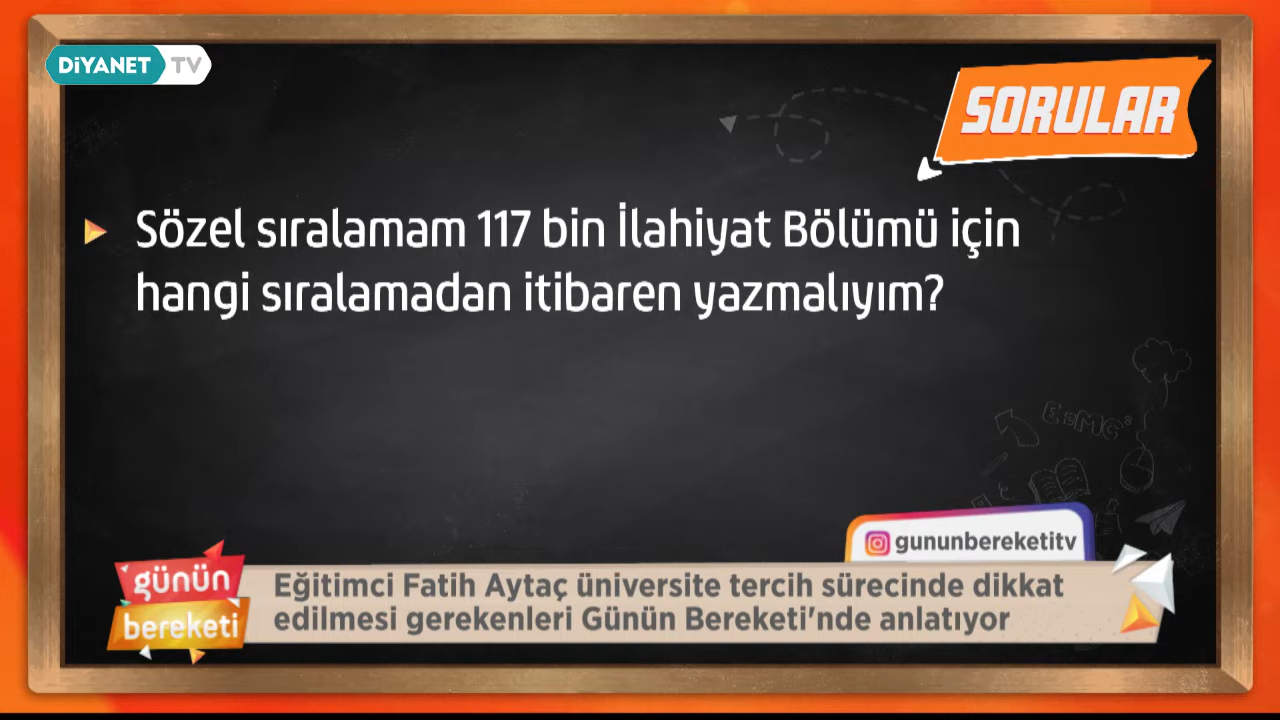 DİYANET TV
SORULAR
Sözel sıralamam 117 bin İlahiyat Bölümü için
hangi sıralamadan itibaren yazmalıyım?
E=MC²
gununbereketitv
günün
bereketi
Eğitimci Fatih Aytaç üniversite tercih sürecinde dikkat
edilmesi gerekenleri Günün Bereketi'nde anlatıyor